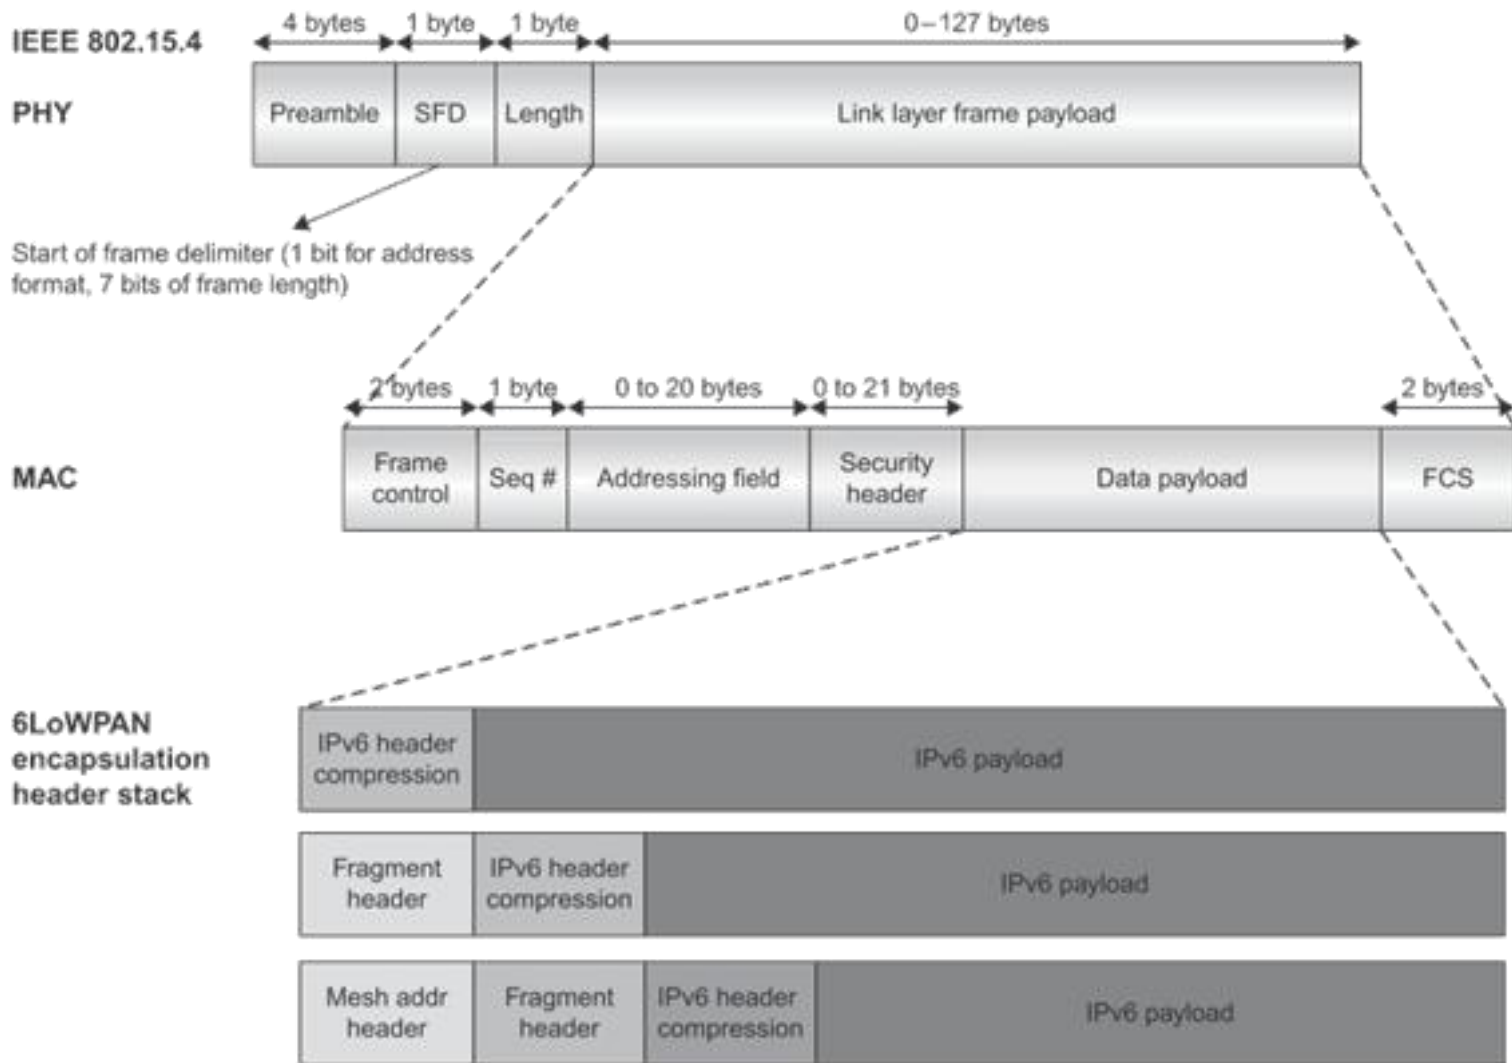 IEEE 802.15.4
4 bytes
1 byte
1 byte
0–127 bytes
PHY
Preamble
SFD
Length
Link layer frame payload
Start of frame delimiter (1 bit for address
format, 7 bits of frame length)
2 bytes
1 byte
0 to 20 bytes
0 to 21 bytes
2 bytes
MAC
Frame
control
Seq #
Addressing field
Security
header
Data payload
FCS
6LoWPAN
encapsulation
header stack
IPv6 header
compression
IPv6 payload
Fragment
header
IPv6 header
compression
IPv6 payload
Mesh addr
header
Fragment
header
IPv6 header
compression
IPv6 payload